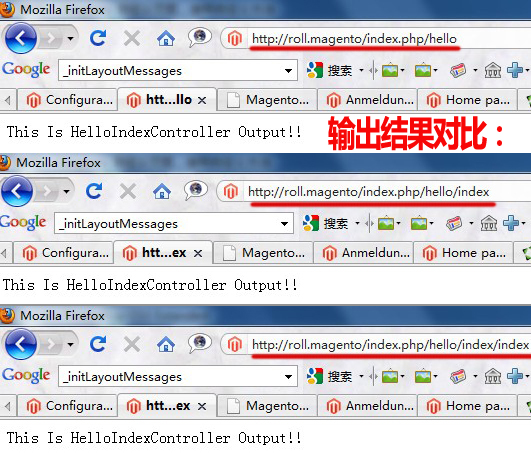 Mozilla Firefox
http://roll.magento/index.php/hello
Google _initLayoutMessages 搜索
Configura... htt...llo × Magento... Anmeldun... Home pa...
This Is HelloIndexController Output!! 输出结果对比：
Mozilla Firefox
http://roll.magento/index.php/hello/index
Google _initLayoutMessages 搜索
Configura... htt...ex × Magento... Anmeldun... Home pa...
This Is HelloIndexController Output!!
Mozilla Firefox
http://roll.magento/index.php/hello/index/index
Google _initLayoutMessages 搜索
Configura... htt...ex × Magento... Anmeldun... Home pa...
This Is HelloIndexController Output!!